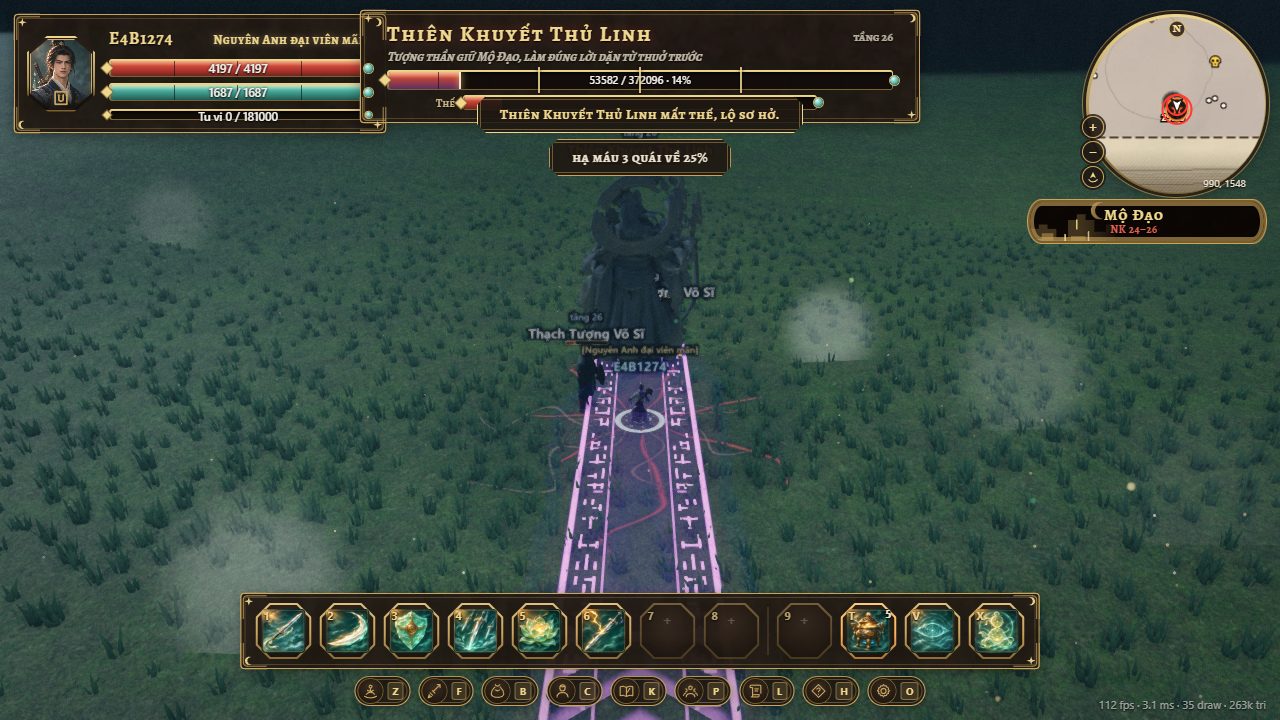 E4B1274
Nguyên Anh đại viên mã
4197 / 4197
1687 / 1687
Tu vi 0 / 181000
U
Thiên Khuyết Thủ Linh
tầng 26
Tượng thần giữ Mộ Đạo, làm đúng lời dặn từ thuở trước
53582 / 372096 · 14%
Thế
Thiên Khuyết Thủ Linh mất thế, lộ sơ hở.
Hạ máu 3 quái về 25%
N
990, 1548
Mộ Đạo
NK 24–26
Võ Sĩ
tầng 26
Thạch Tượng Võ Sĩ
(Nguyên Anh đại viên mãn)
E4B1274
1 2 3 4 5 6 7 8 9 T 5 V X
Z F B C K P L H O
112 fps · 3.1 ms · 35 draw · 263k tri